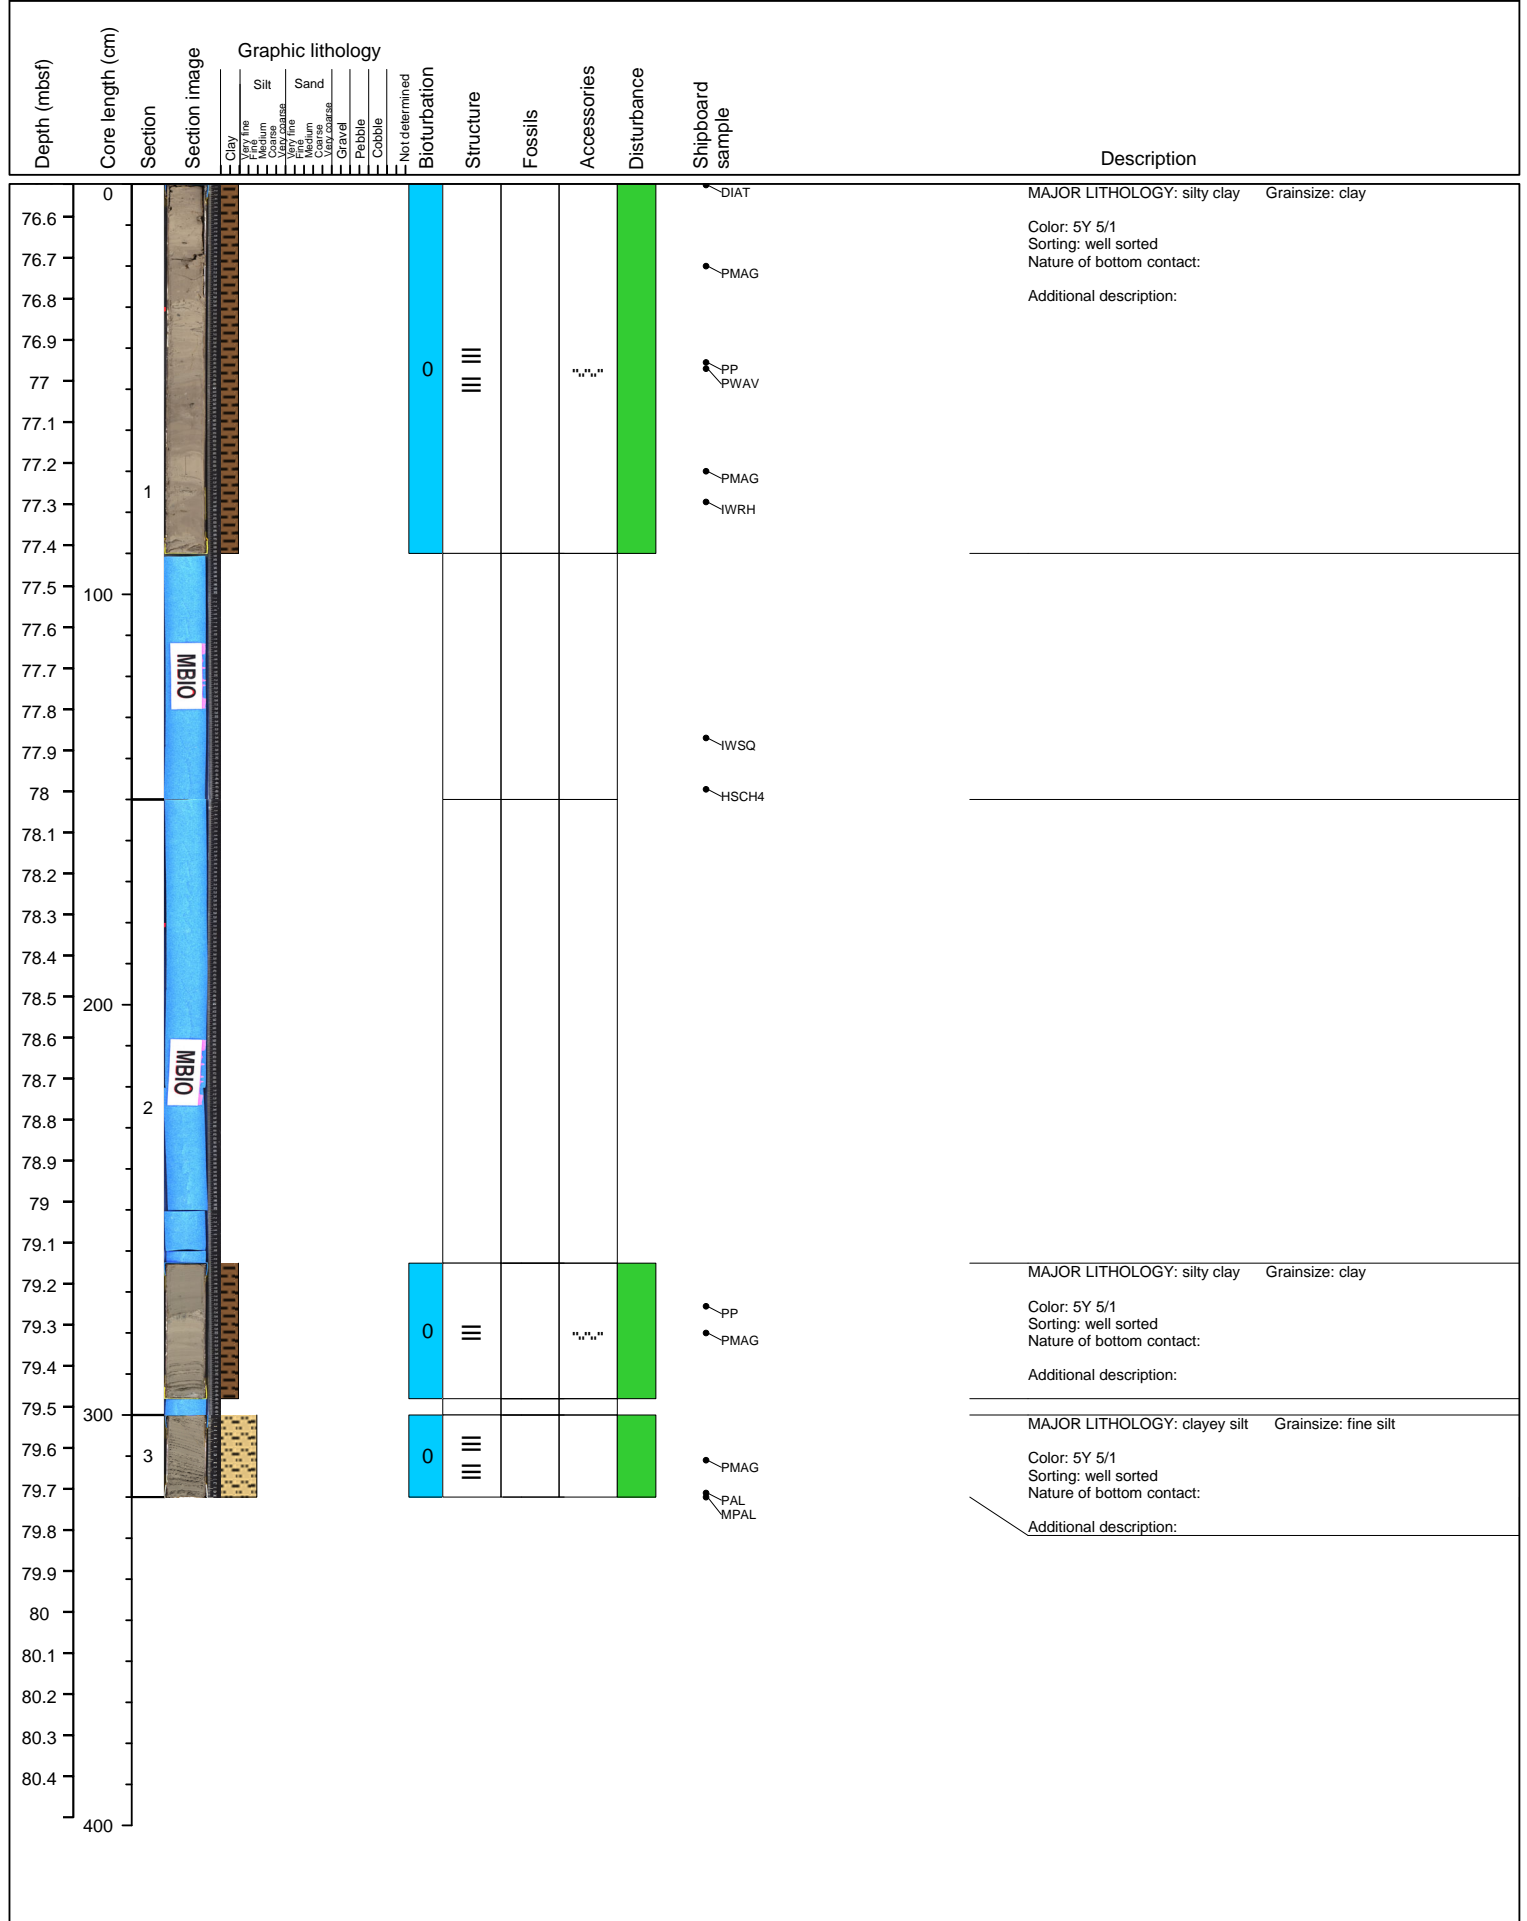 Depth (mbsf)
Core length (cm)
Section
Section image
Graphic lithology
Clay
Silt
Very fine
Fine
Medium
Coarse
Very coarse
Sand
Very fine
Fine
Medium
Coarse
Very coarse
Gravel
Pebble
Cobble
Not determined
Bioturbation
Structure
Fossils
Accessories
Disturbance
Shipboard
sample
Description
76.6
76.7
76.8
76.9
77
77.1
77.2
77.3
77.4
77.5
77.6
77.7
77.8
77.9
78
78.1
78.2
78.3
78.4
78.5
78.6
78.7
78.8
78.9
79
79.1
79.2
79.3
79.4
79.5
79.6
79.7
79.8
79.9
80
80.1
80.2
80.3
80.4
0
100
200
300
400
1
2
3
MBIO
MBIO
0
0
0
DIAT
PMAG
PP
PWAV
PMAG
IWRH
IWSQ
HSCH4
PP
PMAG
PMAG
PAL
MPAL
MAJOR LITHOLOGY: silty clay Grainsize: clay
Color: 5Y 5/1
Sorting: well sorted
Nature of bottom contact:
Additional description:
MAJOR LITHOLOGY: silty clay Grainsize: clay
Color: 5Y 5/1
Sorting: well sorted
Nature of bottom contact:
Additional description:
MAJOR LITHOLOGY: clayey silt Grainsize: fine silt
Color: 5Y 5/1
Sorting: well sorted
Nature of bottom contact:
Additional description: